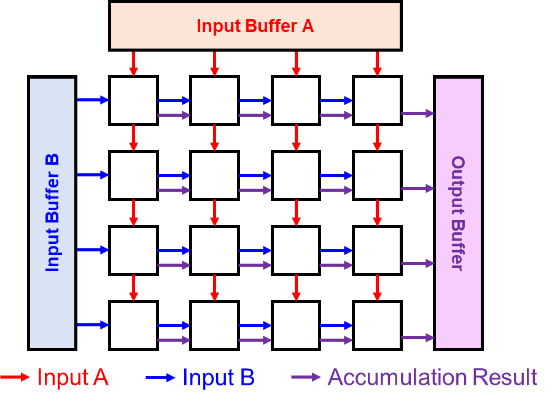 Input Buffer A
Input Buffer B
Output Buffer
Input A
Input B
Accumulation Result